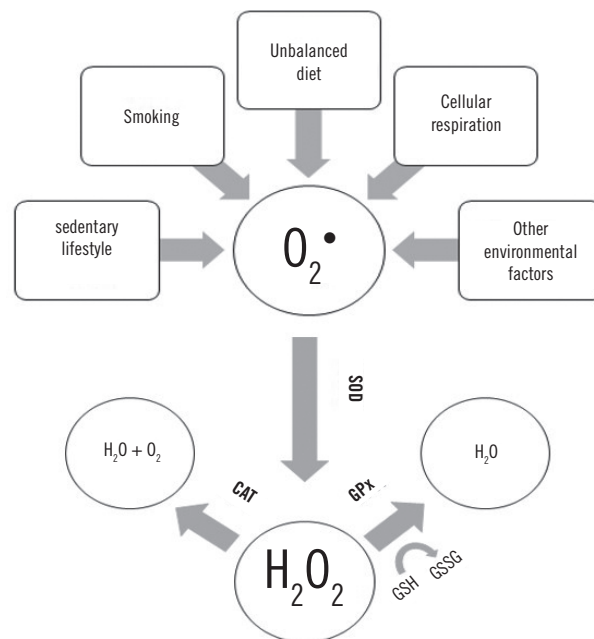 Unbalanced
diet
Smoking
Cellular
respiration
sedentary
lifestyle
O₂•
Other
environmental
factors
SOD
H₂O + O₂
H₂O
CAT
GPx
H₂O₂
GSH
GSSG